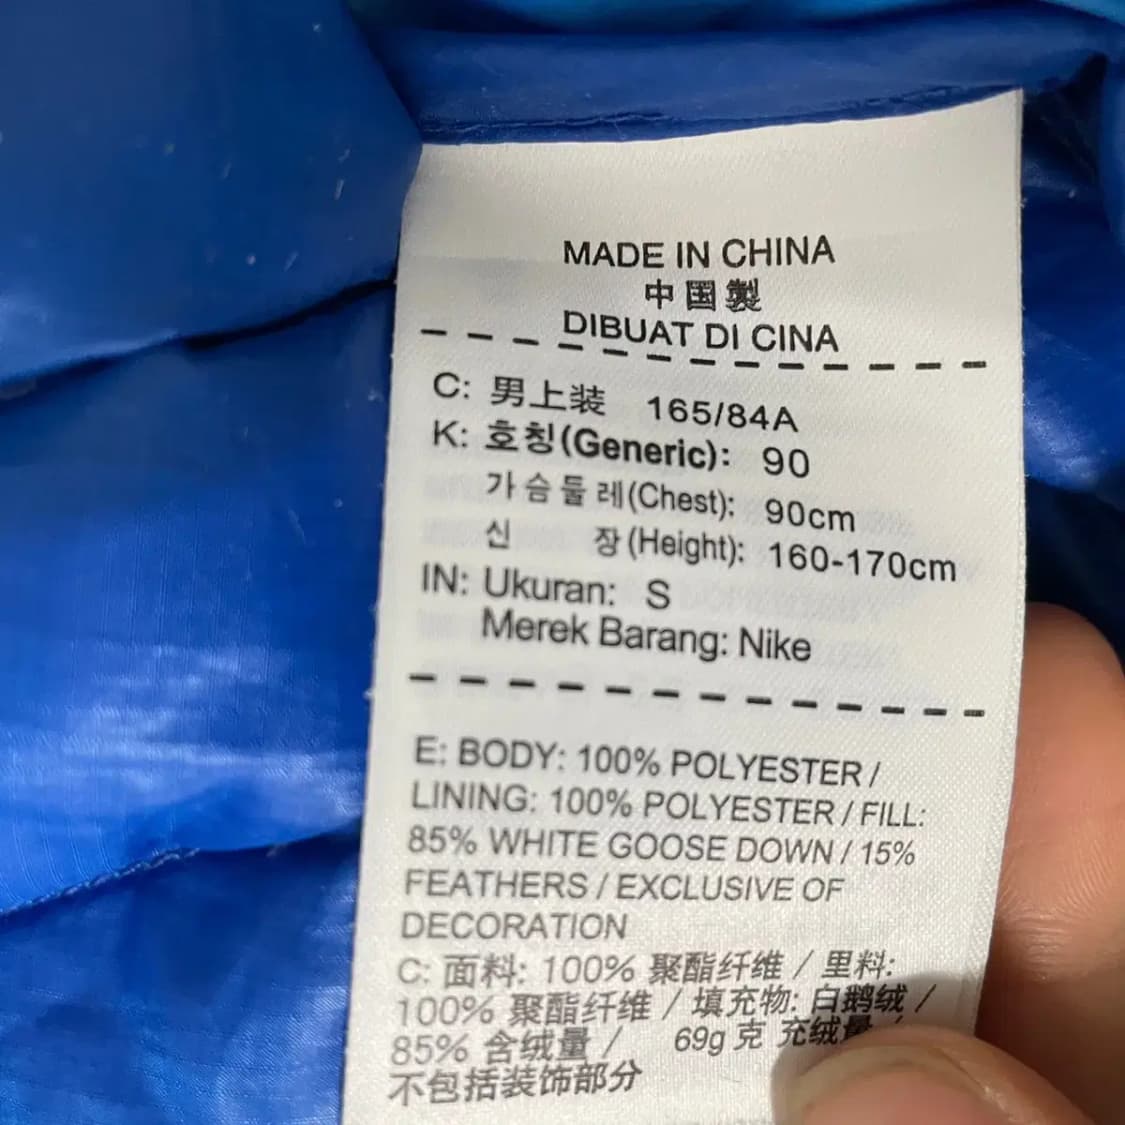 MADE IN CHINA
中国製
DIBUAT DI CINA
C: 男上装 165/84A
K: 호칭(Generic): 90
가슴둘레(Chest): 90cm
신 장(Height): 160-170cm
IN: Ukuran: S
Merek Barang: Nike
E: BODY: 100% POLYESTER /
LINING: 100% POLYESTER / FILL:
85% WHITE GOOSE DOWN / 15%
FEATHERS / EXCLUSIVE OF
DECORATION
C: 面料: 100% 聚酯纤维 / 里料:
100% 聚酯纤维 / 填充物: 白鹅绒 /
85% 含绒量 / 69g 克 充绒量 /
不包括装饰部分